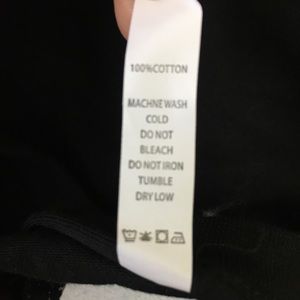 100%COTTON
MACHNE WASH
COLD
DO NOT
BLEACH
DO NOT IRON
TUMBLE
DRY LOW